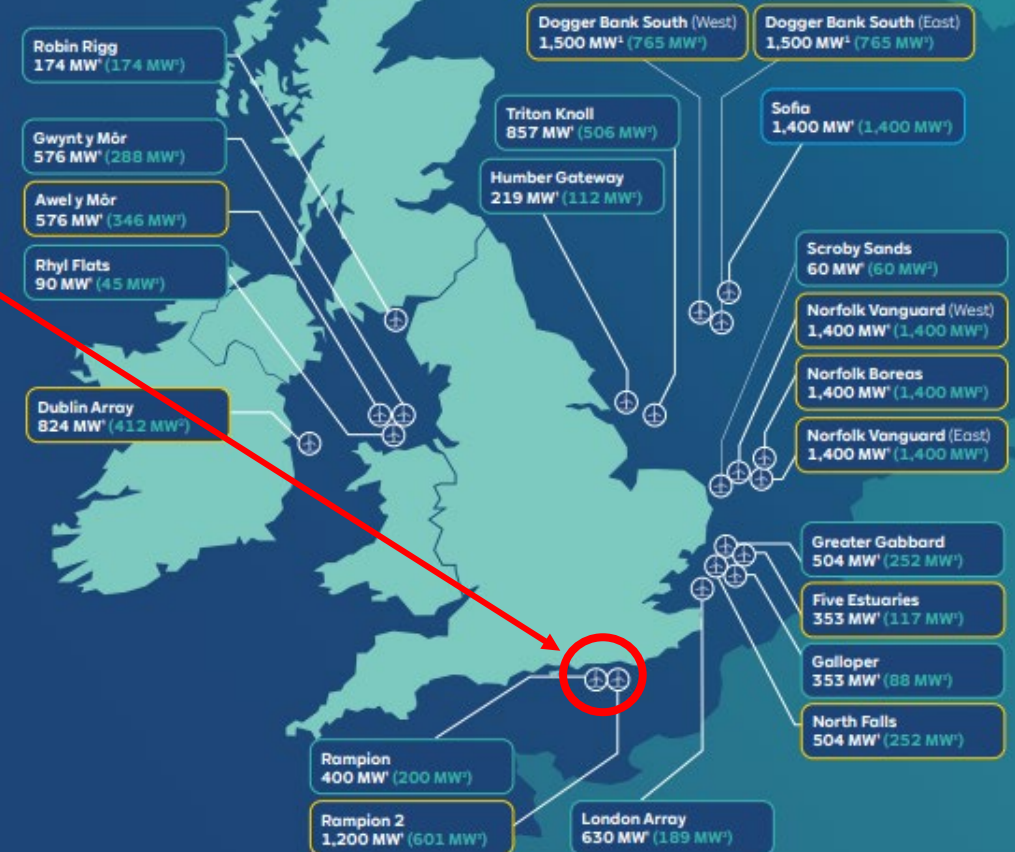 Dogger Bank South (West)
1,500 MW¹ (765 MW²)
Dogger Bank South (East)
1,500 MW¹ (765 MW²)
Robin Rigg
174 MW¹ (174 MW²)
Triton Knoll
857 MW¹ (506 MW²)
Sofia
1,400 MW¹ (1,400 MW²)
Gwynt y Môr
576 MW¹ (288 MW²)
Humber Gateway
219 MW¹ (112 MW²)
Awel y Môr
576 MW¹ (346 MW²)
Rhyl Flats
90 MW¹ (45 MW²)
Scroby Sands
60 MW¹ (60 MW²)
Norfolk Vanguard (West)
1,400 MW¹ (1,400 MW²)
Norfolk Boreas
1,400 MW¹ (1,400 MW²)
Dublin Array
824 MW¹ (412 MW²)
Norfolk Vanguard (East)
1,400 MW¹ (1,400 MW²)
Greater Gabbard
504 MW¹ (252 MW²)
Five Estuaries
353 MW¹ (117 MW²)
Galloper
353 MW¹ (88 MW²)
North Falls
504 MW¹ (252 MW²)
Rampion
400 MW¹ (200 MW²)
Rampion 2
1,200 MW¹ (601 MW²)
London Array
630 MW¹ (189 MW²)